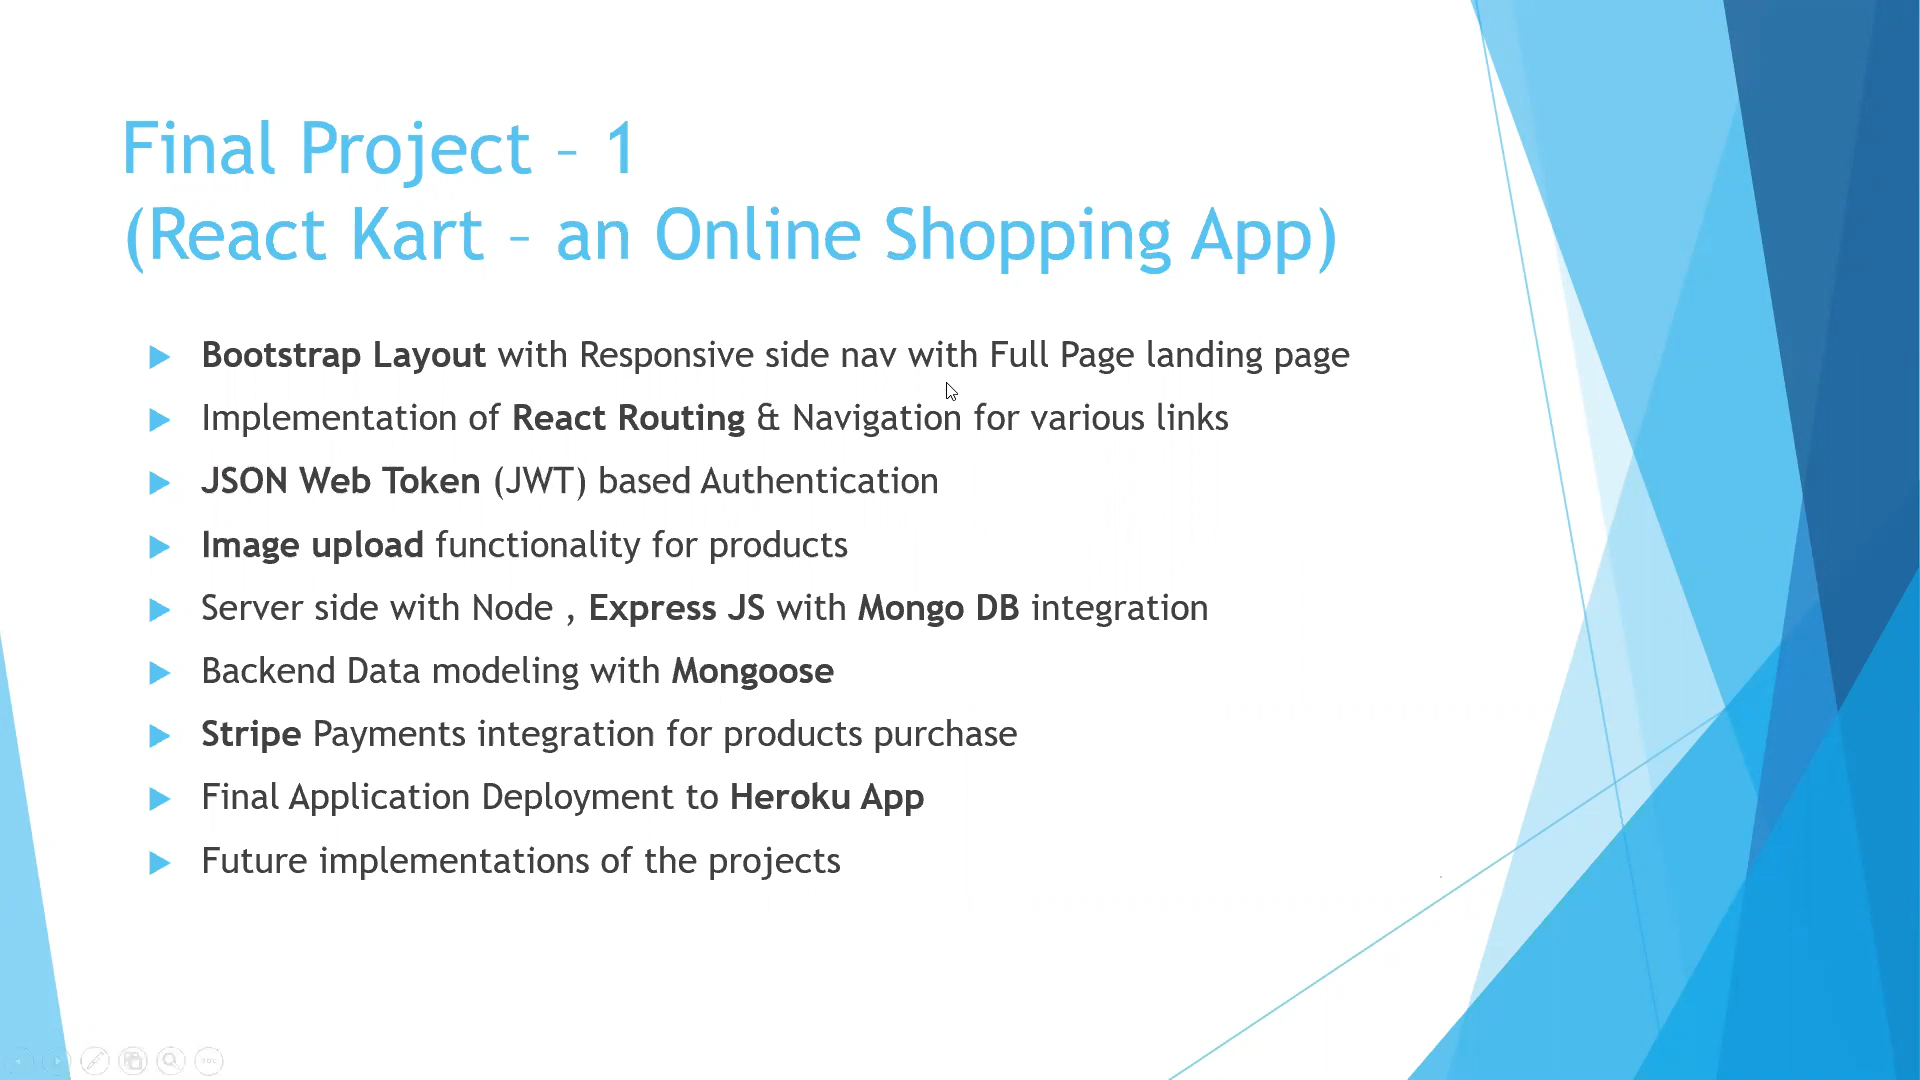 Final Project – 1
(React Kart – an Online Shopping App)
Bootstrap Layout with Responsive side nav with Full Page landing page
Implementation of React Routing & Navigation for various links
JSON Web Token (JWT) based Authentication
Image upload functionality for products
Server side with Node , Express JS with Mongo DB integration
Backend Data modeling with Mongoose
Stripe Payments integration for products purchase
Final Application Deployment to Heroku App
Future implementations of the projects